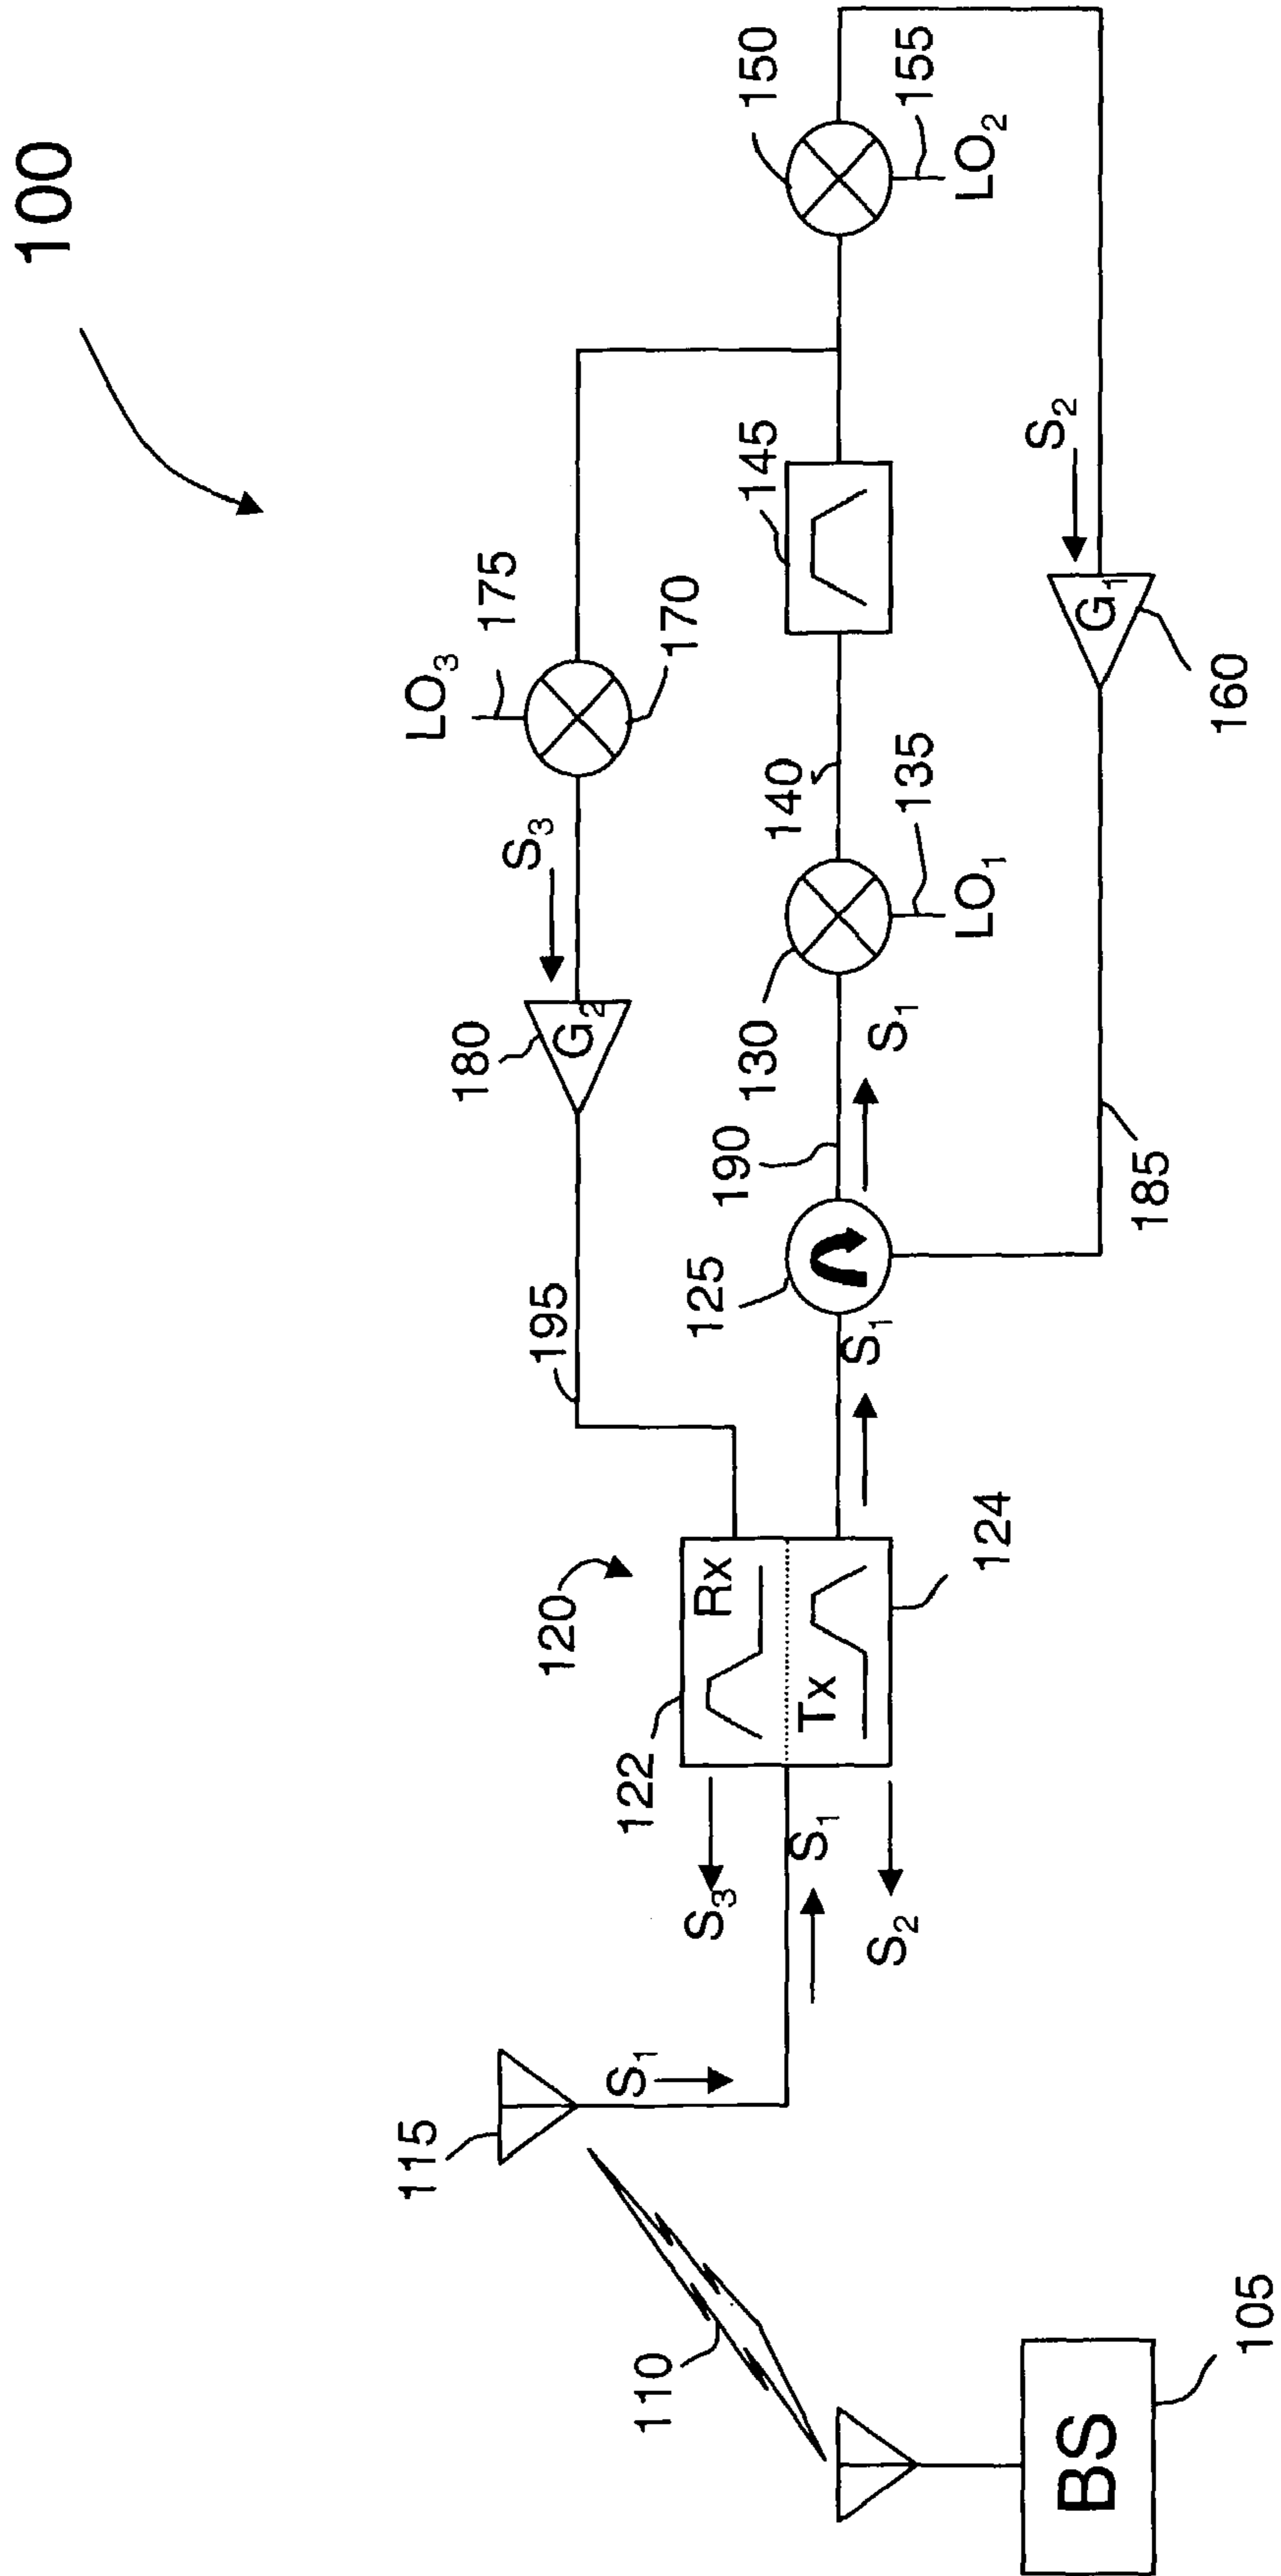 100
LO₃
175
170
S₃
180
G₂
195
150
155
LO₂
145
140
135
LO₁
130
S₁
190
125
S₁
S₂
G₁
160
185
120
Rx
Tx
122
124
S₃
S₁
S₂
115
S₁
110
BS
105